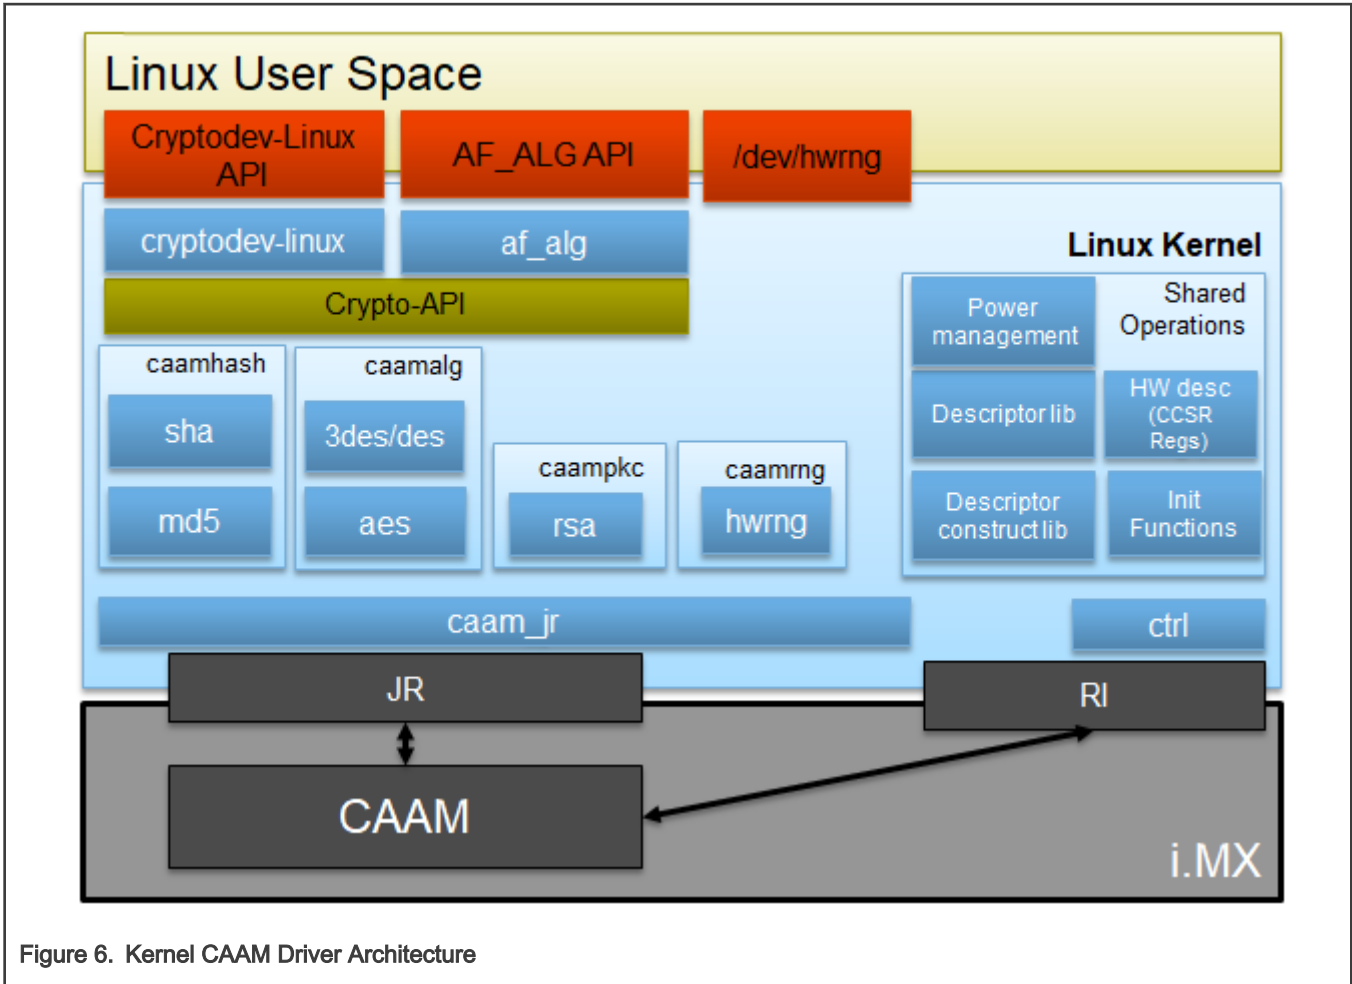 Linux User Space
Cryptodev-Linux
API
AF_ALG API
/dev/hwrng
cryptodev-linux
af_alg
Linux Kernel
Crypto-API
Power
management
Shared
Operations
caamhash
sha
md5
caamalg
3des/des
aes
caampkc
rsa
caamrng
hwrng
Descriptor lib
HW desc
(CCSR
Regs)
Descriptor
construct lib
Init
Functions
caam_jr
ctrl
JR
RI
CAAM
i.MX
Figure 6. Kernel CAAM Driver Architecture